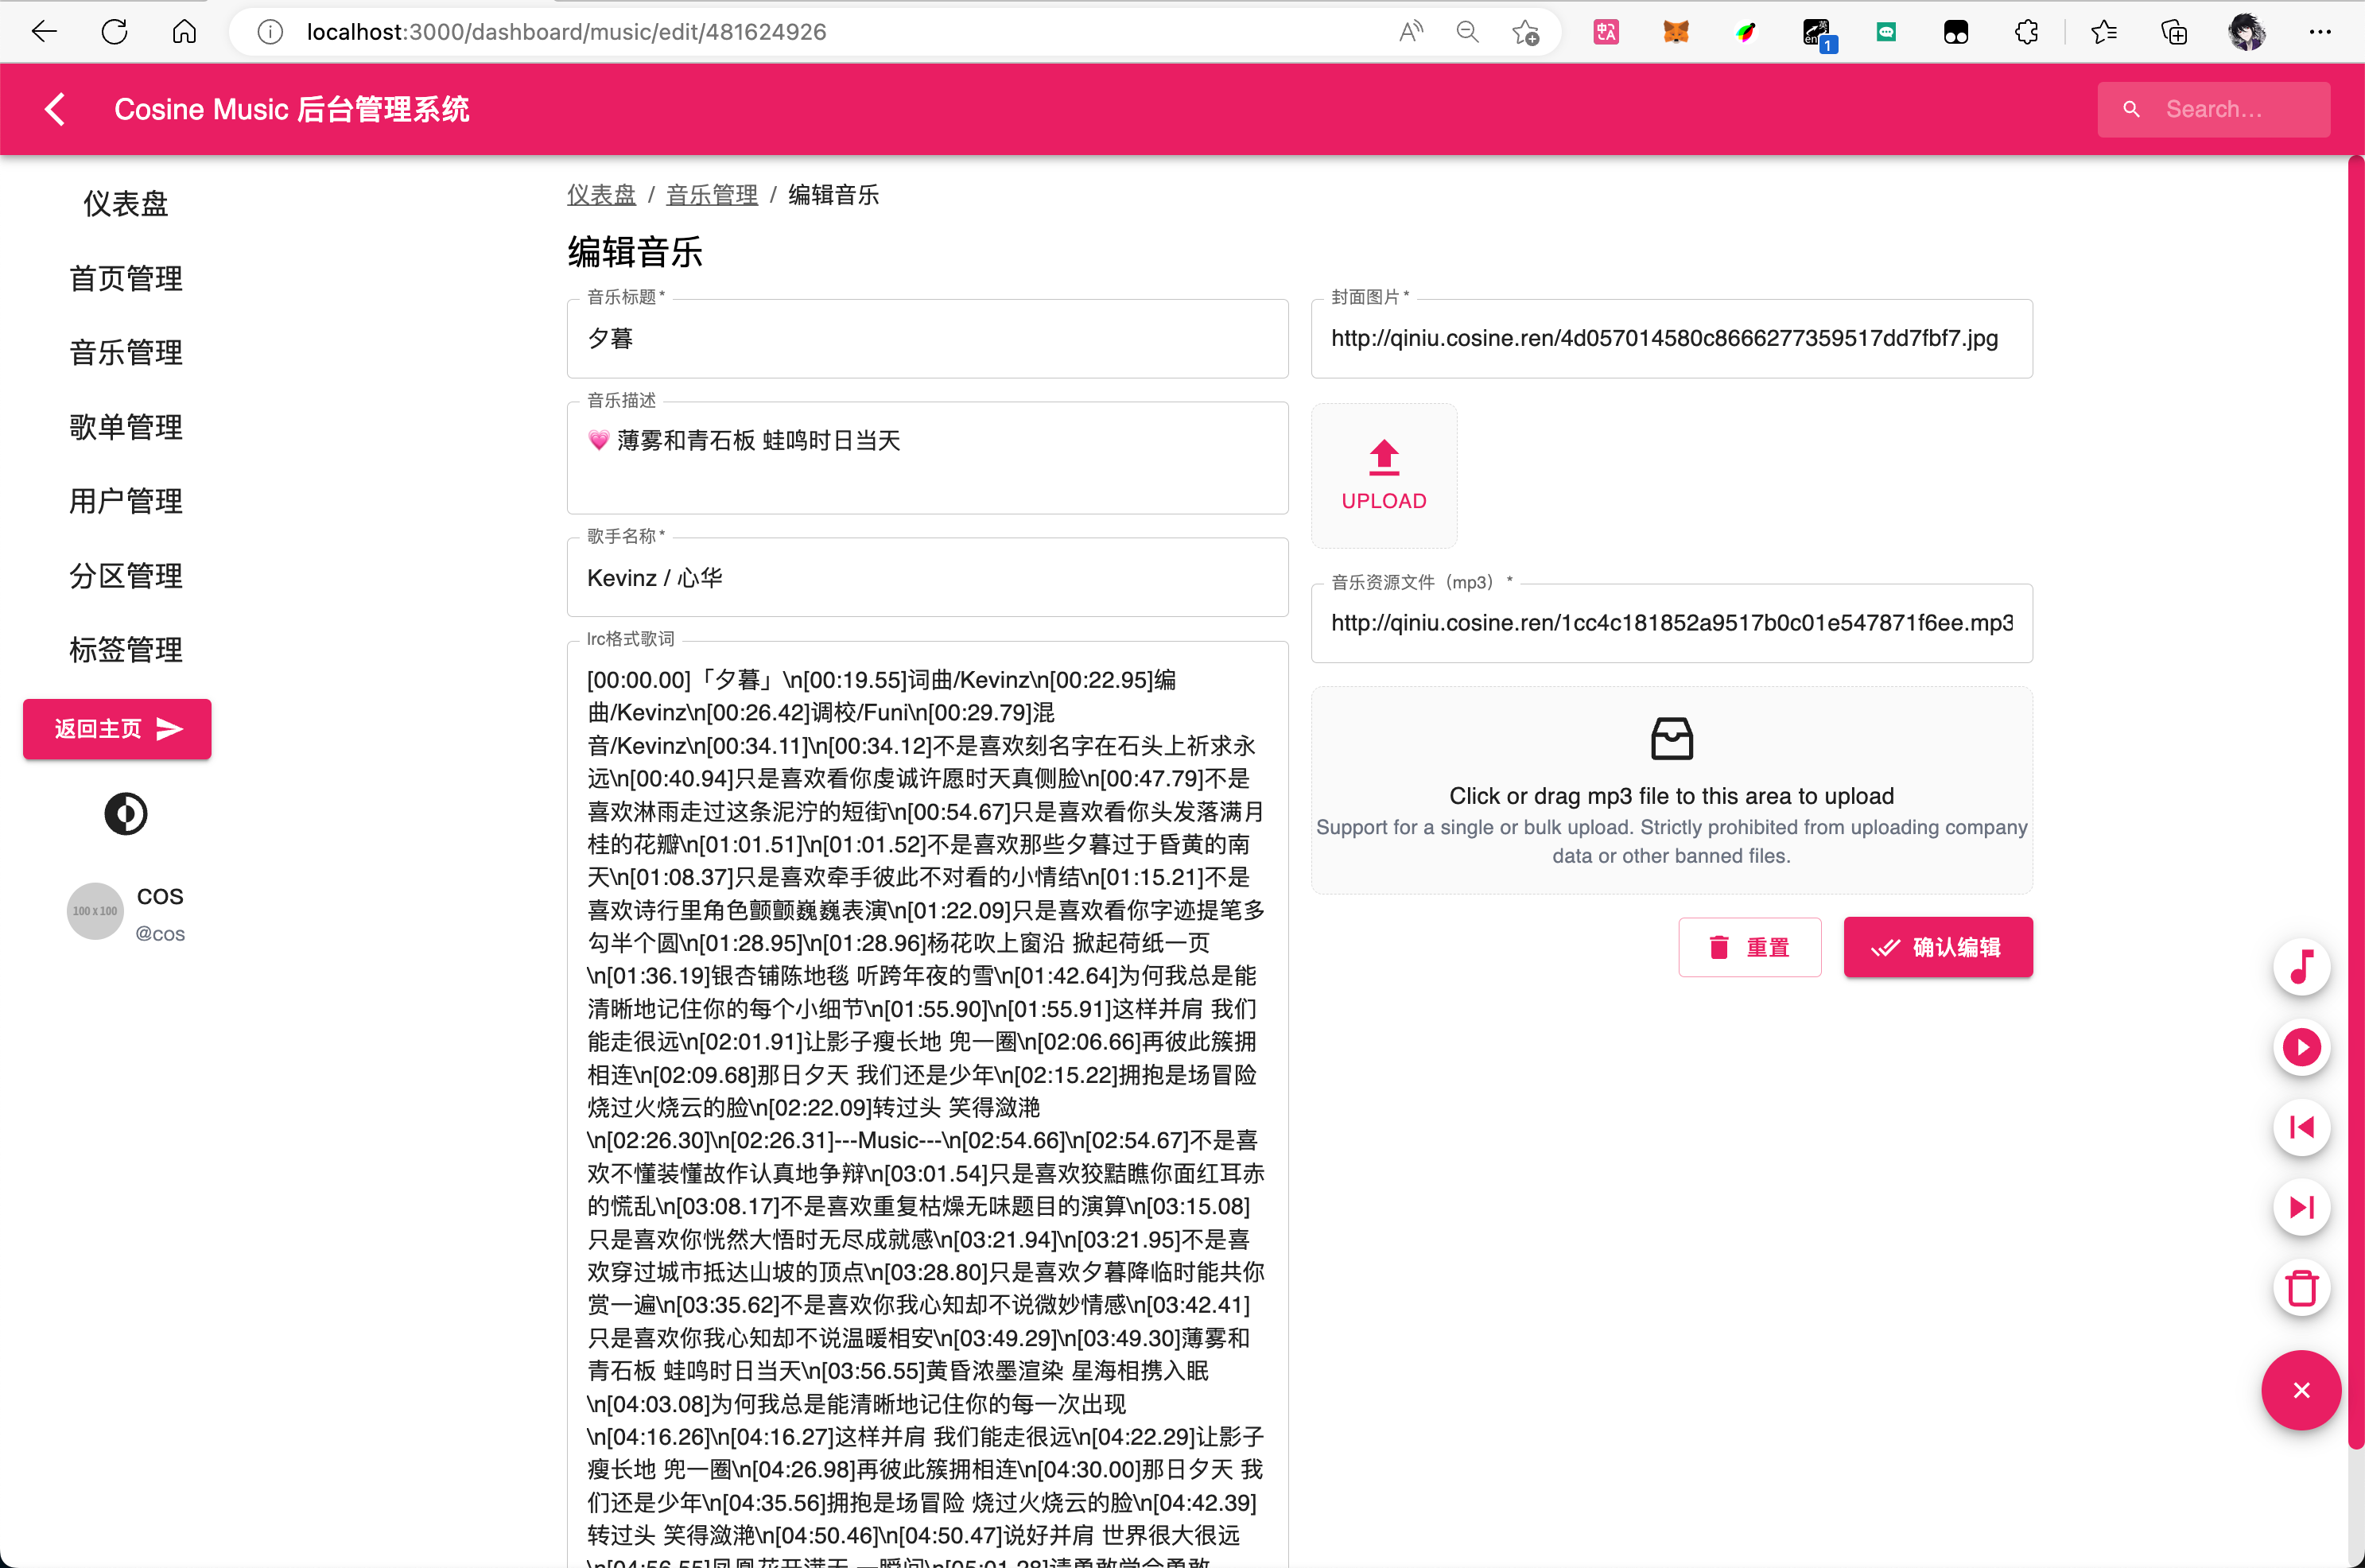 localhost:3000/dashboard/music/edit/481624926
1
Cosine Music 后台管理系统
Search…
仪表盘
首页管理
音乐管理
歌单管理
用户管理
分区管理
标签管理
返回主页
100 x 100
cos
@cos
仪表盘 / 音乐管理 / 编辑音乐
编辑音乐
音乐标题 *
夕暮
音乐描述
💗 薄雾和青石板 蛙鸣时日当天
歌手名称 *
Kevinz / 心华
lrc格式歌词
[00:00.00]「夕暮」\n[00:19.55]词曲/Kevinz\n[00:22.95]编
曲/Kevinz\n[00:26.42]调校/Funi\n[00:29.79]混
音/Kevinz\n[00:34.11]\n[00:34.12]不是喜欢刻名字在石头上祈求永
远\n[00:40.94]只是喜欢看你虔诚许愿时天真侧脸\n[00:47.79]不是
喜欢淋雨走过这条泥泞的短街\n[00:54.67]只是喜欢看你头发落满月
桂的花瓣\n[01:01.51]\n[01:01.52]不是喜欢那些夕暮过于昏黄的南
天\n[01:08.37]只是喜欢牵手彼此不对看的小情结\n[01:15.21]不是
喜欢诗行里角色颤颤巍巍表演\n[01:22.09]只是喜欢看你字迹提笔多
勾半个圆\n[01:28.95]\n[01:28.96]杨花吹上窗沿 掀起荷纸一页
\n[01:36.19]银杏铺陈地毯 听跨年夜的雪\n[01:42.64]为何我总是能
清晰地记住你的每个小细节\n[01:55.90]\n[01:55.91]这样并肩 我们
能走很远\n[02:01.91]让影子瘦长地 兜一圈\n[02:06.66]再彼此簇拥
相连\n[02:09.68]那日夕天 我们还是少年\n[02:15.22]拥抱是场冒险
烧过火烧云的脸\n[02:22.09]转过头 笑得潋滟
\n[02:26.30]\n[02:26.31]---Music---\n[02:54.66]\n[02:54.67]不是喜
欢不懂装懂故作认真地争辩\n[03:01.54]只是喜欢狡黠瞧你面红耳赤
的慌乱\n[03:08.17]不是喜欢重复枯燥无味题目的演算\n[03:15.08]
只是喜欢你恍然大悟时无尽成就感\n[03:21.94]\n[03:21.95]不是喜
欢穿过城市抵达山坡的顶点\n[03:28.80]只是喜欢夕暮降临时能共你
赏一遍\n[03:35.62]不是喜欢你我心知却不说微妙情感\n[03:42.41]
只是喜欢你我心知却不说温暖相安\n[03:49.29]\n[03:49.30]薄雾和
青石板 蛙鸣时日当天\n[03:56.55]黄昏浓墨渲染 星海相携入眠
\n[04:03.08]为何我总是能清晰地记住你的每一次出现
\n[04:16.26]\n[04:16.27]这样并肩 我们能走很远\n[04:22.29]让影子
瘦长地 兜一圈\n[04:26.98]再彼此簇拥相连\n[04:30.00]那日夕天 我
们还是少年\n[04:35.56]拥抱是场冒险 烧过火烧云的脸\n[04:42.39]
转过头 笑得潋滟\n[04:50.46]\n[04:50.47]说好并肩 世界很大很远
\n[04:56.55]凤凰花开满天 一瞬间\n[05:01.28]请勇敢学会勇敢
封面图片 *
http://qiniu.cosine.ren/4d057014580c8666277359517dd7fbf7.jpg
UPLOAD
音乐资源文件（mp3） *
http://qiniu.cosine.ren/1cc4c181852a9517b0c01e547871f6ee.mp3
Click or drag mp3 file to this area to upload
Support for a single or bulk upload. Strictly prohibited from uploading company
data or other banned files.
重置
确认编辑